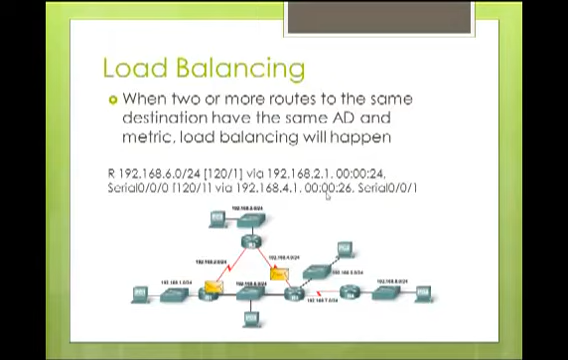 Load Balancing
When two or more routes to the same
destination have the same AD and
metric, load balancing will happen
R 192.168.6.0/24 [120/1] via 192.168.2.1, 00:00:24,
Serial0/0/0 [120/1] via 192.168.4.1, 00:00:26, Serial0/0/1